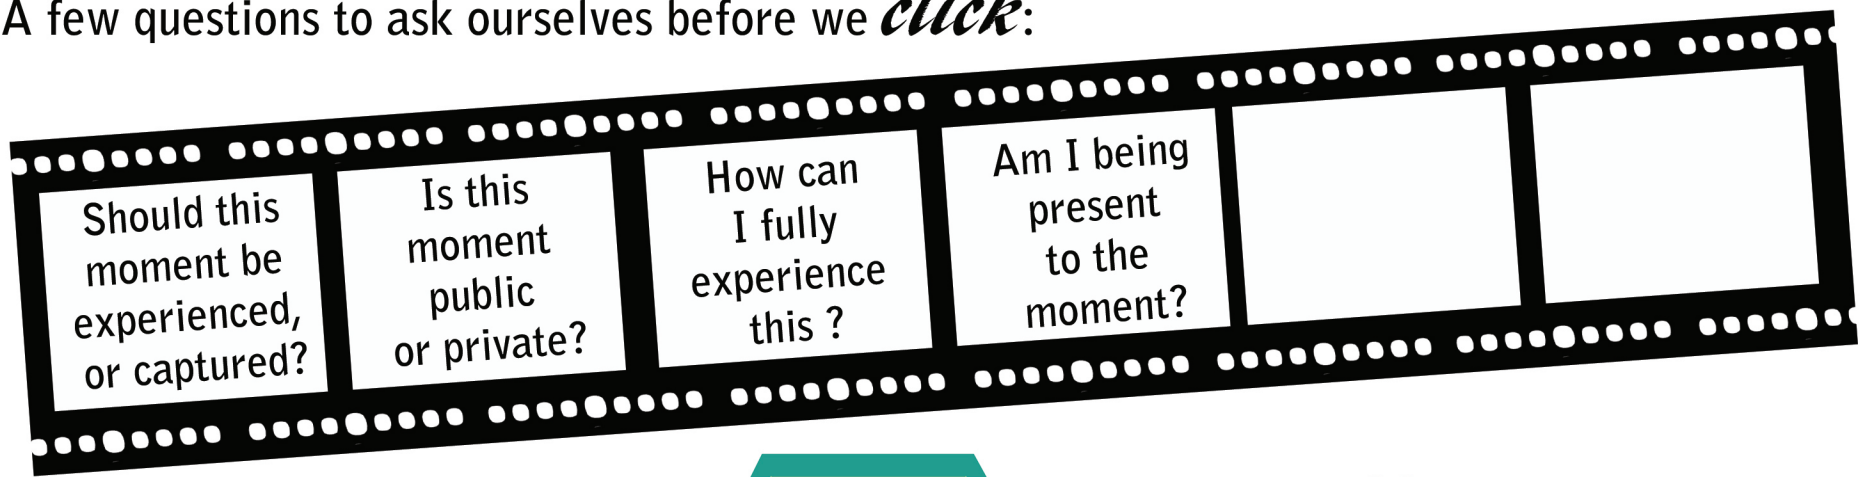 A few questions to ask ourselves before we click:
Should this
moment be
experienced,
or captured?
Is this
moment
public
or private?
How can
I fully
experience
this ?
Am I being
present
to the
moment?